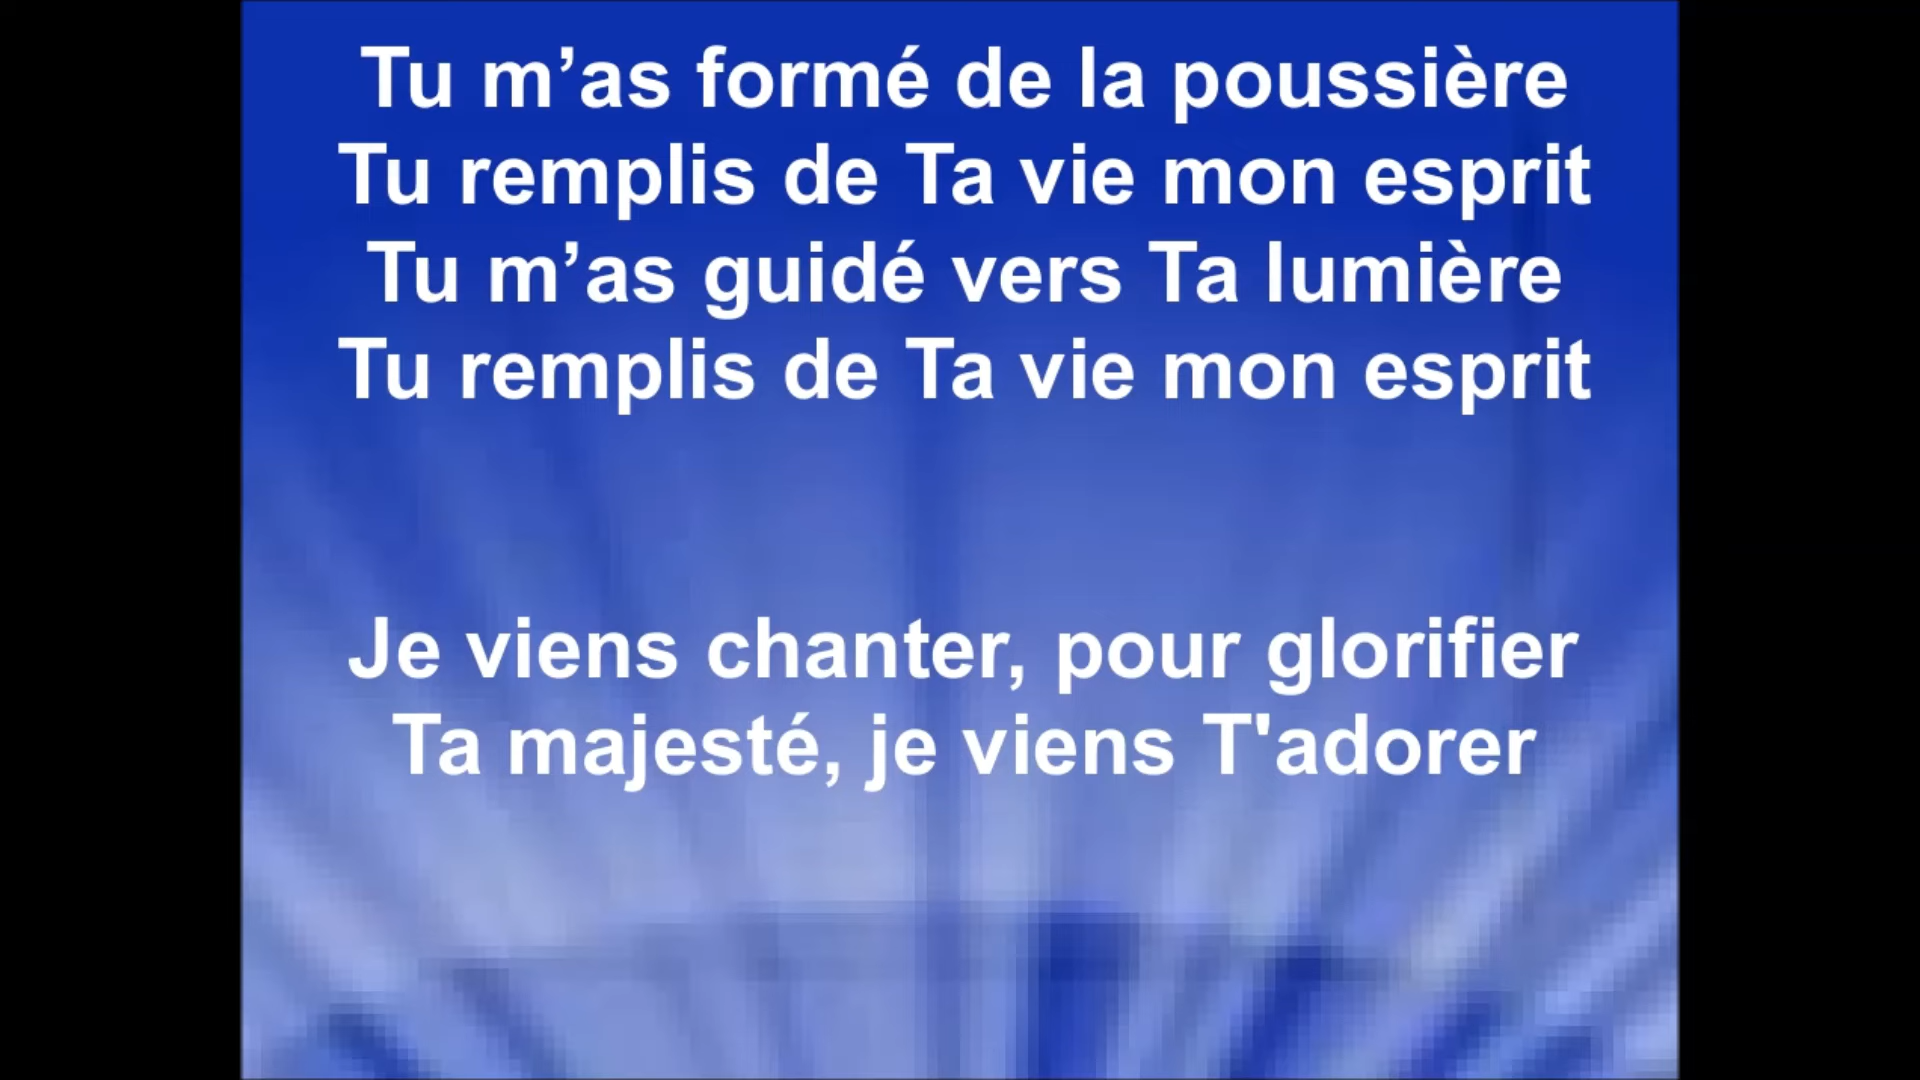 Tu m’as formé de la poussière
Tu remplis de Ta vie mon esprit
Tu m’as guidé vers Ta lumière
Tu remplis de Ta vie mon esprit
Je viens chanter, pour glorifier
Ta majesté, je viens T'adorer